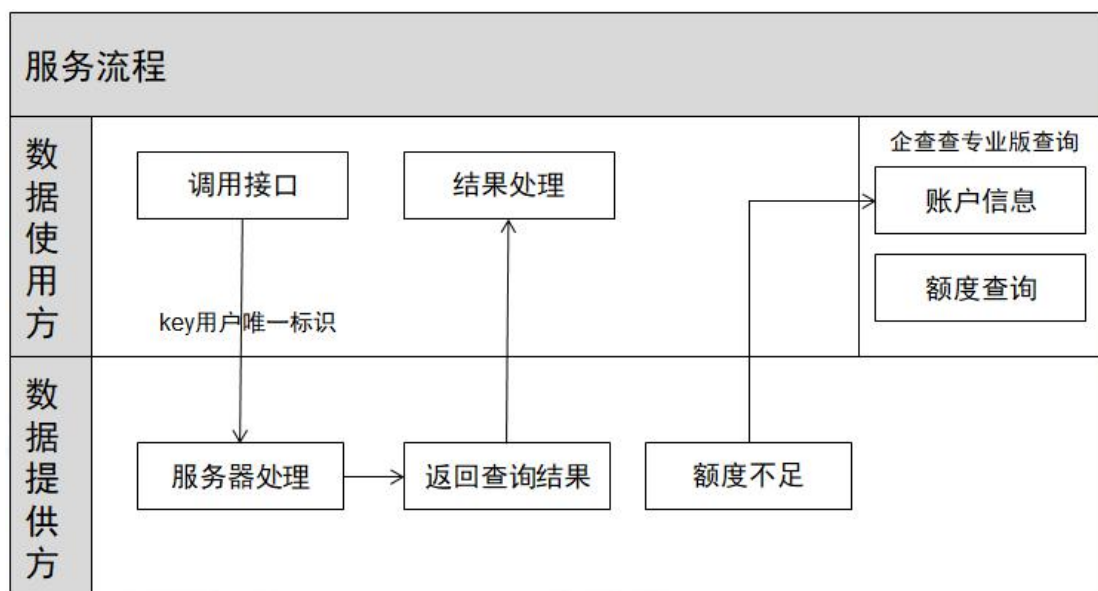 服务流程
数据使用方
调用接口
结果处理
企查查专业版查询
账户信息
额度查询
key用户唯一标识
数据提供方
服务器处理
返回查询结果
额度不足